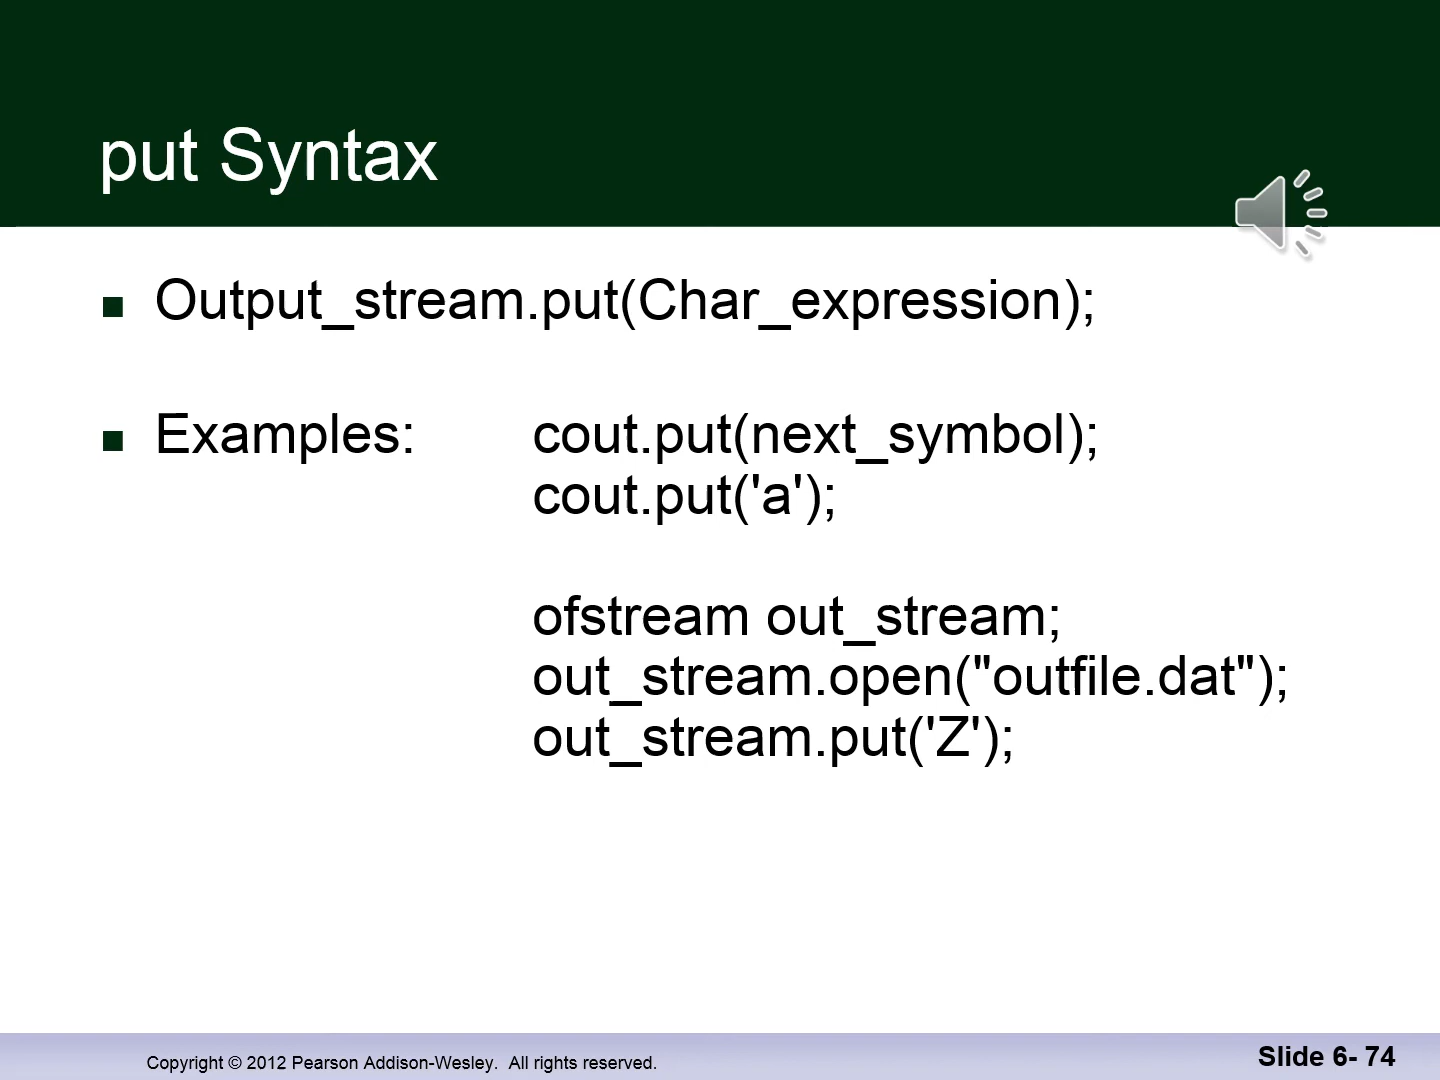 put Syntax
Output_stream.put(Char_expression);
Examples: cout.put(next_symbol);
cout.put('a');
ofstream out_stream;
out_stream.open("outfile.dat");
out_stream.put('Z');
Copyright © 2012 Pearson Addison-Wesley. All rights reserved.
Slide 6- 74